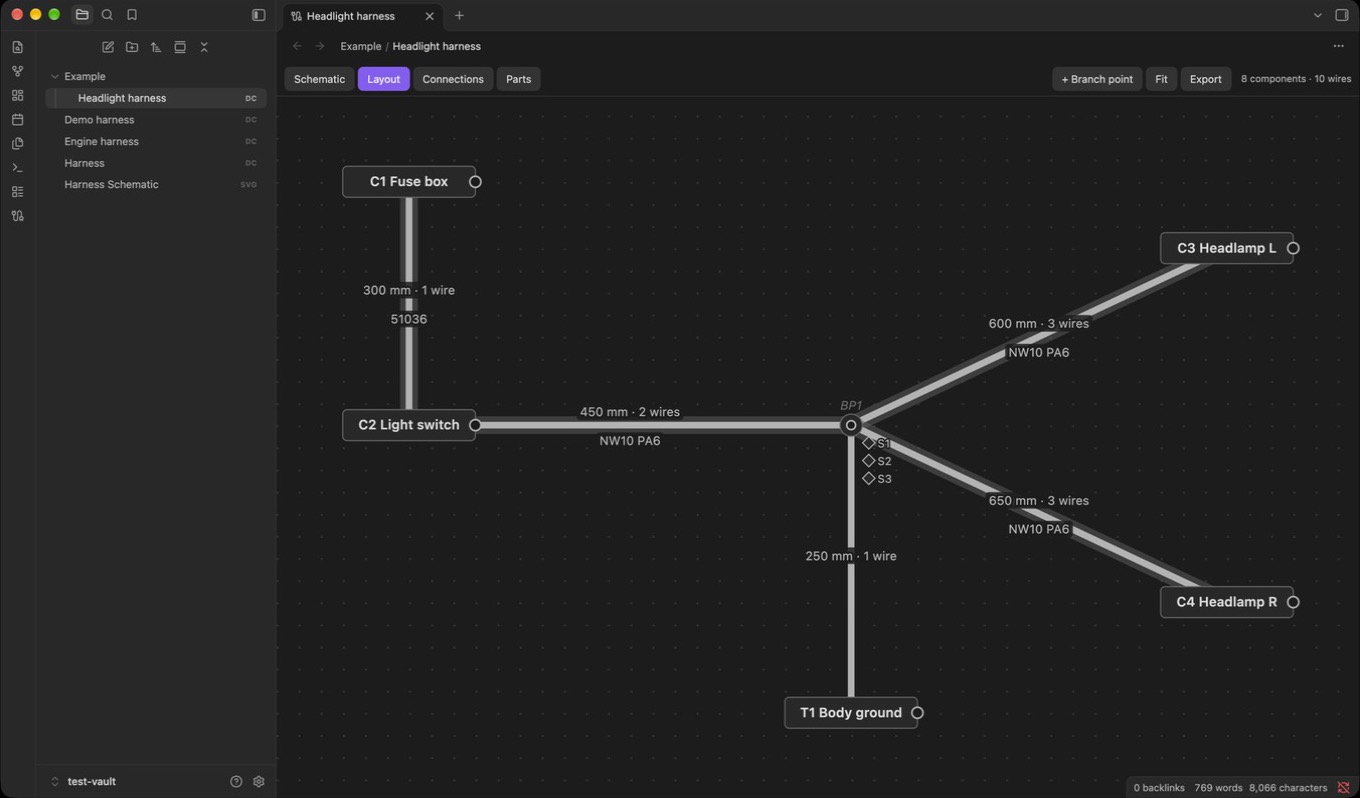 Headlight harness
Example / Headlight harness
Example
Headlight harness DC
Demo harness DC
Engine harness DC
Harness DC
Harness Schematic SVG
Schematic Layout Connections Parts
+ Branch point Fit Export 8 components · 10 wires
C1 Fuse box
C3 Headlamp L
300 mm · 1 wire
51036
600 mm · 3 wires
NW10 PA6
BP1
C2 Light switch
450 mm · 2 wires
NW10 PA6
S1
S2
S3
650 mm · 3 wires
NW10 PA6
250 mm · 1 wire
C4 Headlamp R
T1 Body ground
test-vault
0 backlinks 769 words 8,066 characters